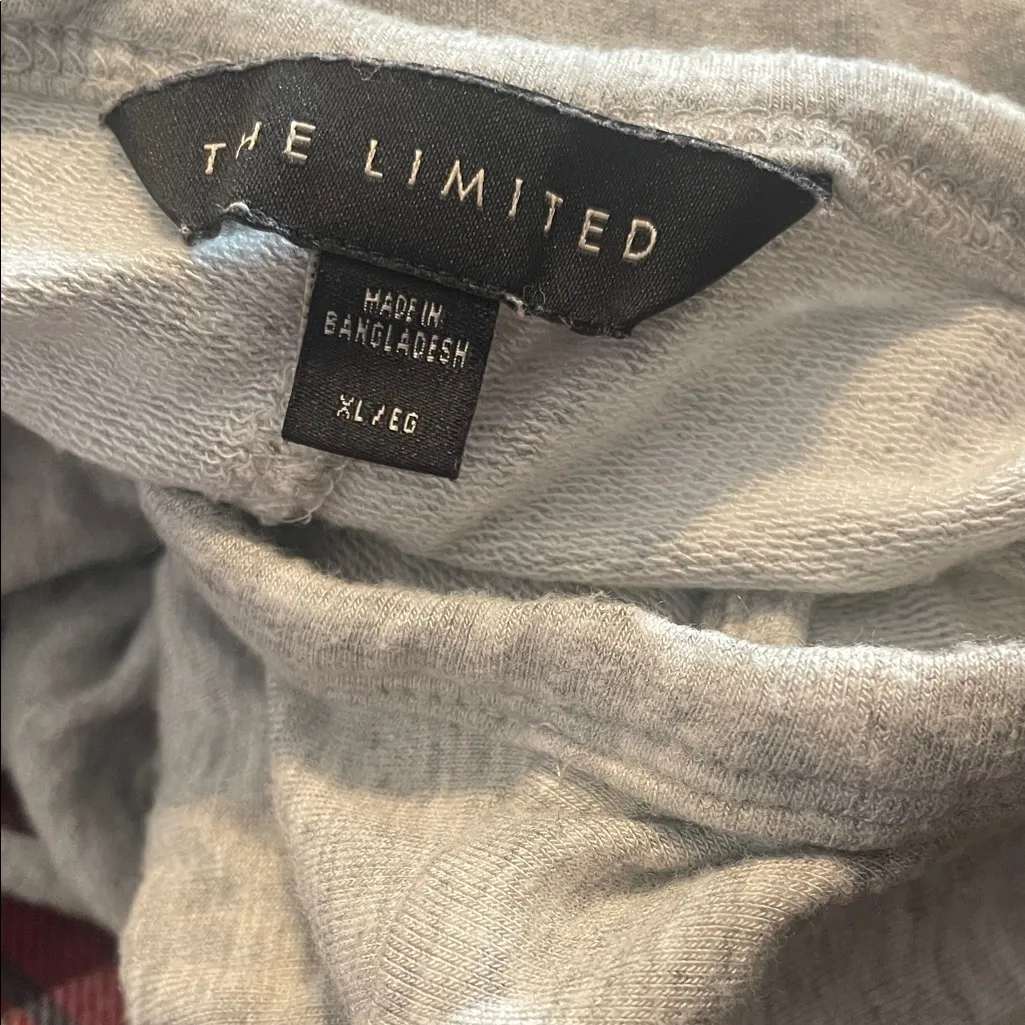 THE LIMITED
MADE IN
BANGLADESH
XL/EG